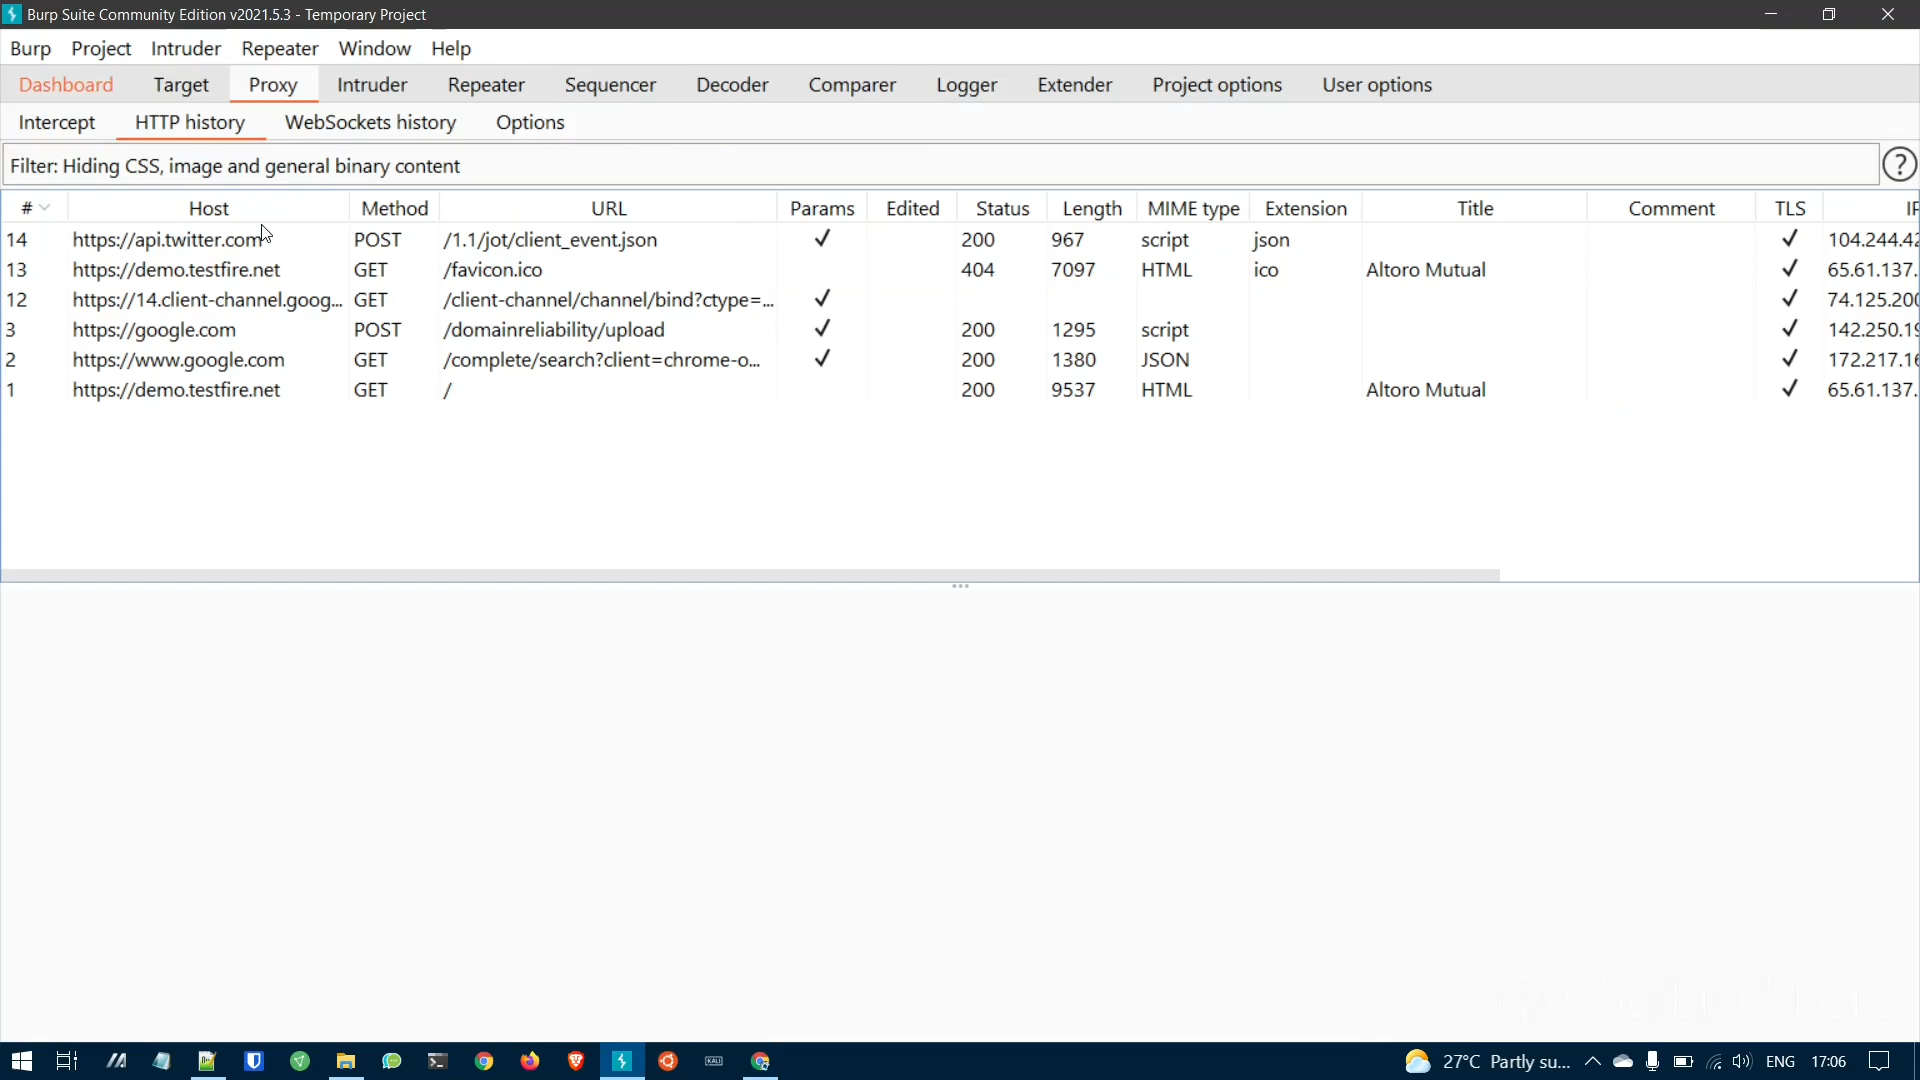 Burp Suite Community Edition v2021.5.3 - Temporary Project
Burp Project Intruder Repeater Window Help
Dashboard Target Proxy Intruder Repeater Sequencer Decoder Comparer Logger Extender Project options User options
Intercept HTTP history WebSockets history Options
Filter: Hiding CSS, image and general binary content ?
# Host Method URL Params Edited Status Length MIME type Extension Title Comment TLS IP
14 https://api.twitter.com POST /1.1/jot/client_event.json ✓ 200 967 script json ✓ 104.244.42
13 https://demo.testfire.net GET /favicon.ico 404 7097 HTML ico Altoro Mutual ✓ 65.61.137.
12 https://14.client-channel.goog... GET /client-channel/channel/bind?ctype=... ✓ ✓ 74.125.200
3 https://google.com POST /domainreliability/upload ✓ 200 1295 script ✓ 142.250.19
2 https://www.google.com GET /complete/search?client=chrome-o... ✓ 200 1380 JSON ✓ 172.217.16
1 https://demo.testfire.net GET / 200 9537 HTML Altoro Mutual ✓ 65.61.137.
KALI 27°C Partly su... ENG 17:06